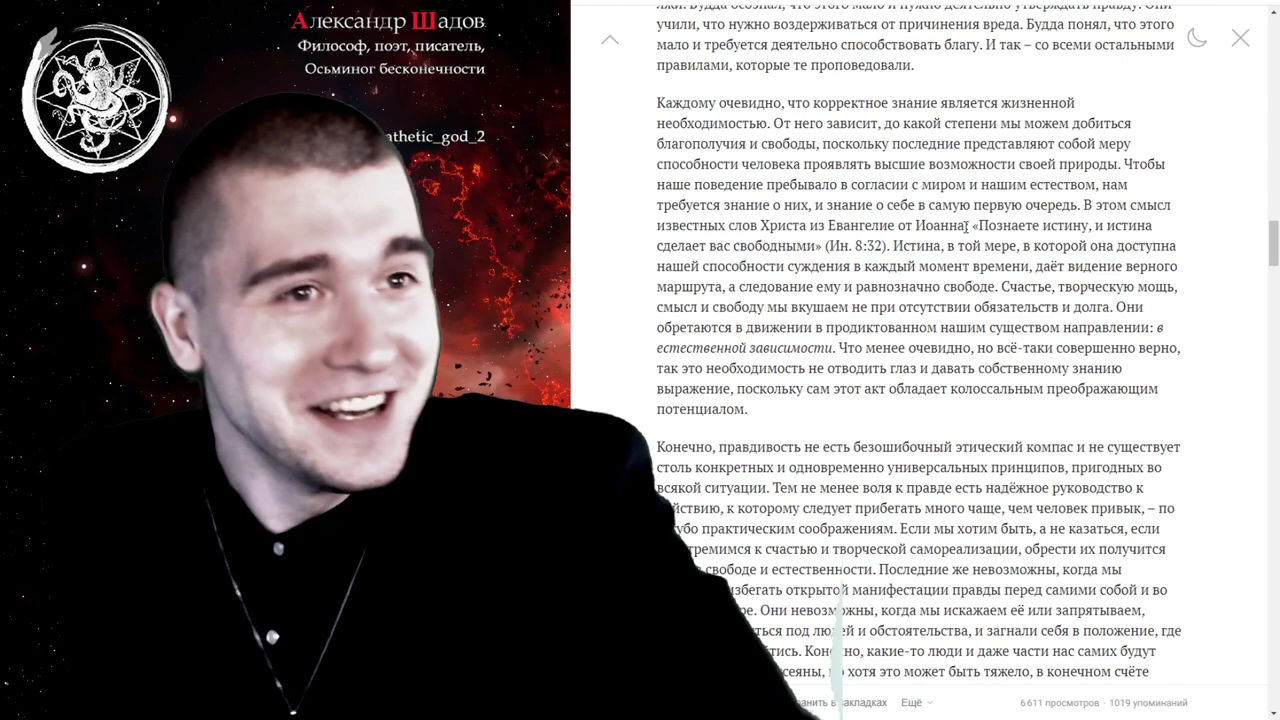 Александр Шадов
Философ, поэт, писатель,
Осьминог бесконечности
athetic_god_2
учили, что нужно воздерживаться от причинения вреда. Будда понял, что этого
мало и требуется деятельно способствовать благу. И так – со всеми остальными
правилами, которые те проповедовали.
Каждому очевидно, что корректное знание является жизненной
необходимостью. От него зависит, до какой степени мы можем добиться
благополучия и свободы, поскольку последние представляют собой меру
способности человека проявлять высшие возможности своей природы. Чтобы
наше поведение пребывало в согласии с миром и нашим естеством, нам
требуется знание о них, и знание о себе в самую первую очередь. В этом смысл
известных слов Христа из Евангелие от Иоанна: «Познаете истину, и истина
сделает вас свободными» (Ин. 8:32). Истина, в той мере, в которой она доступна
нашей способности суждения в каждый момент времени, даёт видение верного
маршрута, а следование ему и равнозначно свободе. Счастье, творческую мощь,
смысл и свободу мы вкушаем не при отсутствии обязательств и долга. Они
обретаются в движении в продиктованном нашим существом направлении: в
естественной зависимости. Что менее очевидно, но всё-таки совершенно верно,
так это необходимость не отводить глаз и давать собственному знанию
выражение, поскольку сам этот акт обладает колоссальным преображающим
потенциалом.
Конечно, правдивость не есть безошибочный этический компас и не существует
столь конкретных и одновременно универсальных принципов, пригодных во
всякой ситуации. Тем не менее воля к правде есть надёжное руководство к
йствию, к которому следует прибегать много чаще, чем человек привык, – по
убо практическим соображениям. Если мы хотим быть, а не казаться, если
тремимся к счастью и творческой самореализации, обрести их получится
свободе и естественности. Последние же невозможны, когда мы
избегать открытой манифестации правды перед самими собой и во
ре. Они невозможны, когда мы искажаем её или запрятываем,
ться под людей и обстоятельства, и загнали себя в положение, где
тись. Конечно, какие-то люди и даже части нас самих будут
сеяны, но хотя это может быть тяжело, в конечном счёте
ранить в закладках Ещё 6 611 просмотров · 1019 упоминаний